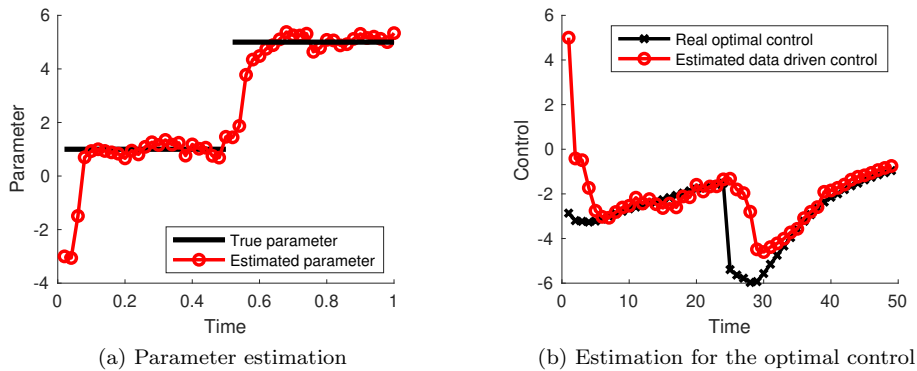 6
4
2
0
-2
-4
Parameter
0
0.2
0.4
0.6
0.8
1
Time
True parameter
Estimated parameter
(a) Parameter estimation
6
4
2
0
-2
-4
-6
Control
0
10
20
30
40
50
Time
Real optimal control
Estimated data driven control
(b) Estimation for the optimal control